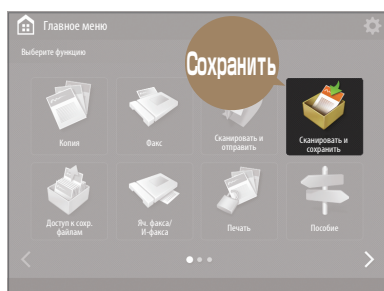 Главное меню
Выберите функцию
Сохранить
Копия
Факс
Сканировать и
отправить
Сканировать и
сохранить
Доступ к сохр.
файлам
Яч. факса/
И-факса
Печать
Пособие